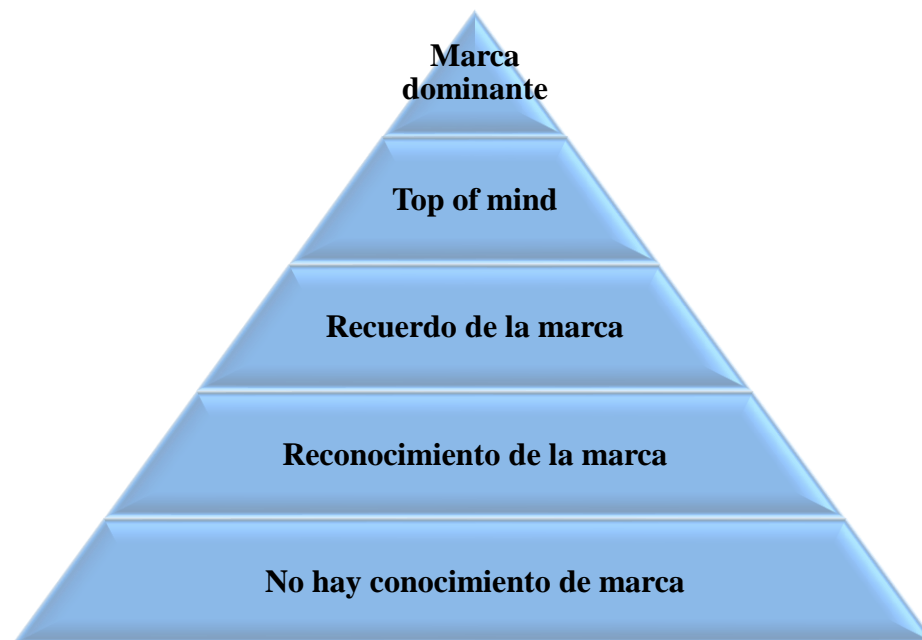 Marca
dominante
Top of mind
Recuerdo de la marca
Reconocimiento de la marca
No hay conocimiento de marca